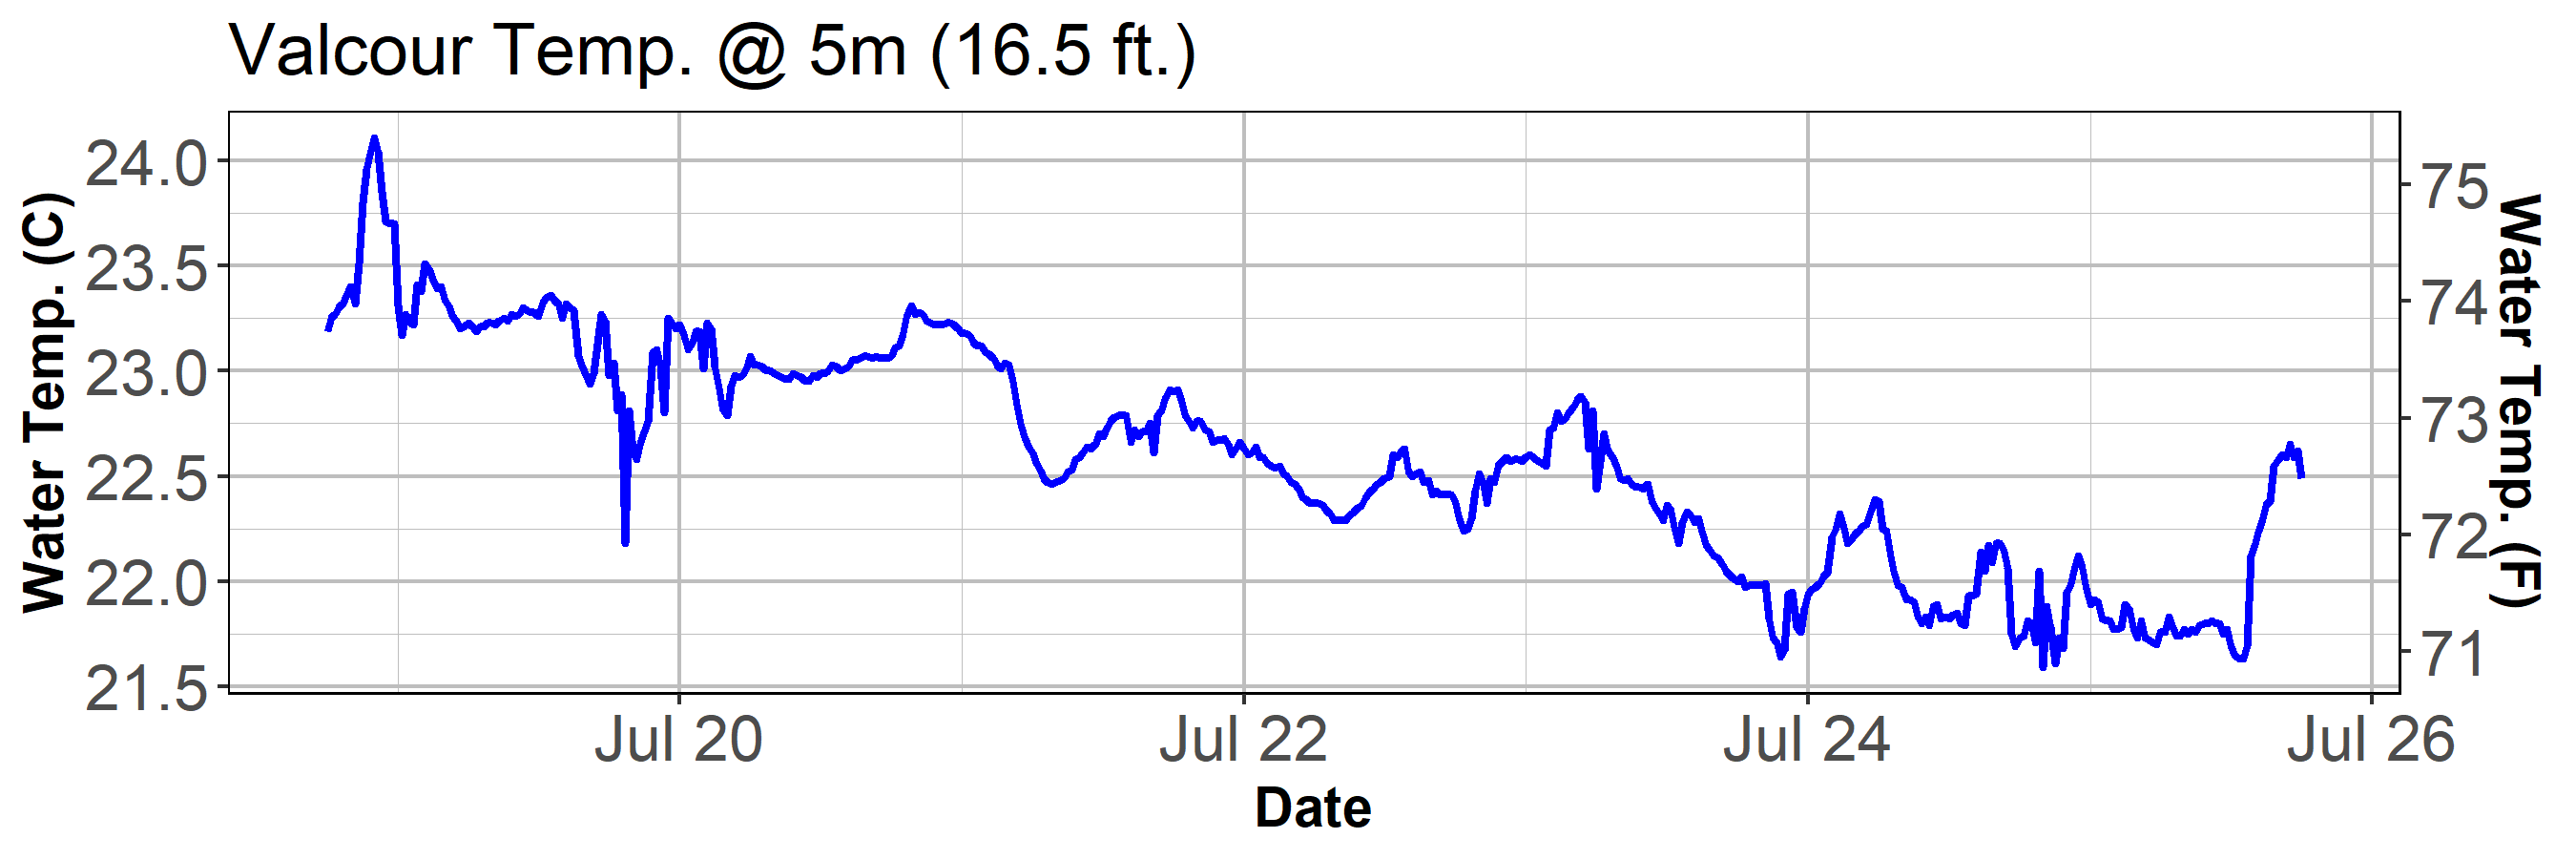 Valcour Temp. @ 5m (16.5 ft.)
Water Temp. (C)
24.0
23.5
23.0
22.5
22.0
21.5
75
74
73
72
71
Water Temp. (F)
Jul 20 Jul 22 Jul 24 Jul 26
Date